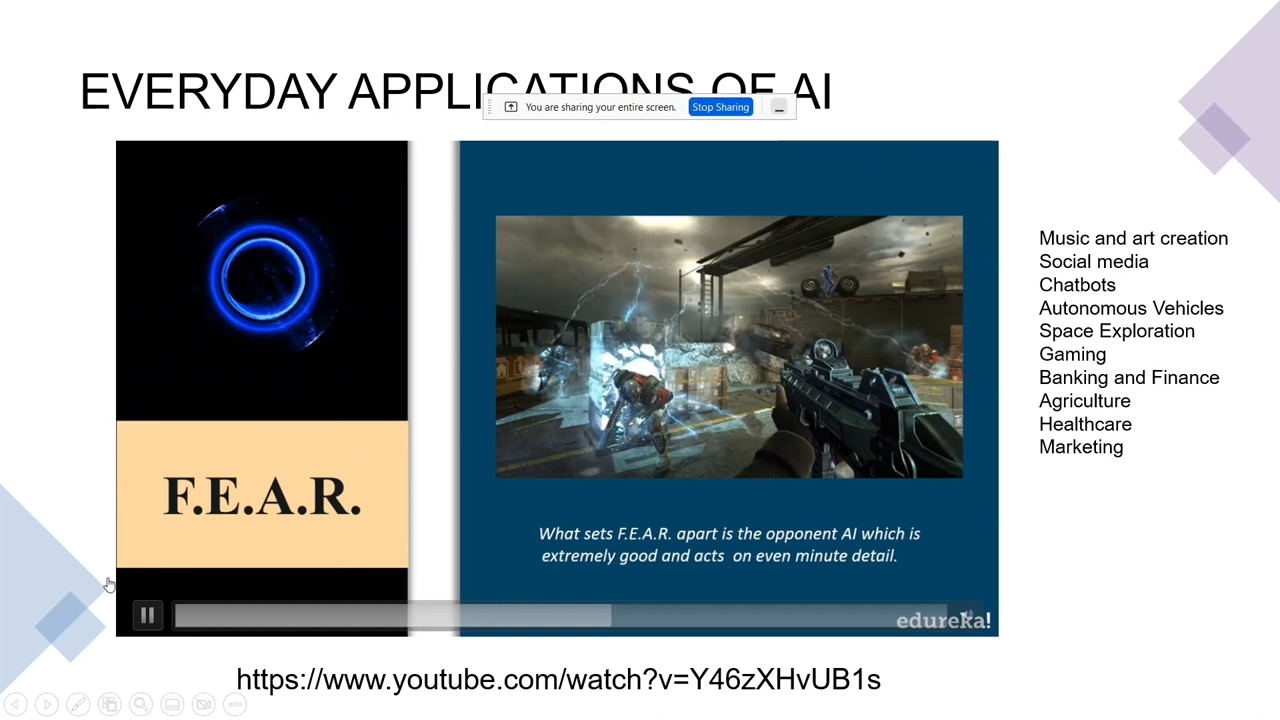 EVERYDAY APPLICATIONS OF AI
You are sharing your entire screen. Stop Sharing
Music and art creation
Social media
Chatbots
Autonomous Vehicles
Space Exploration
Gaming
Banking and Finance
Agriculture
Healthcare
Marketing
F.E.A.R.
What sets F.E.A.R. apart is the opponent AI which is
extremely good and acts on even minute detail.
edureka!
https://www.youtube.com/watch?v=Y46zXHvUB1s